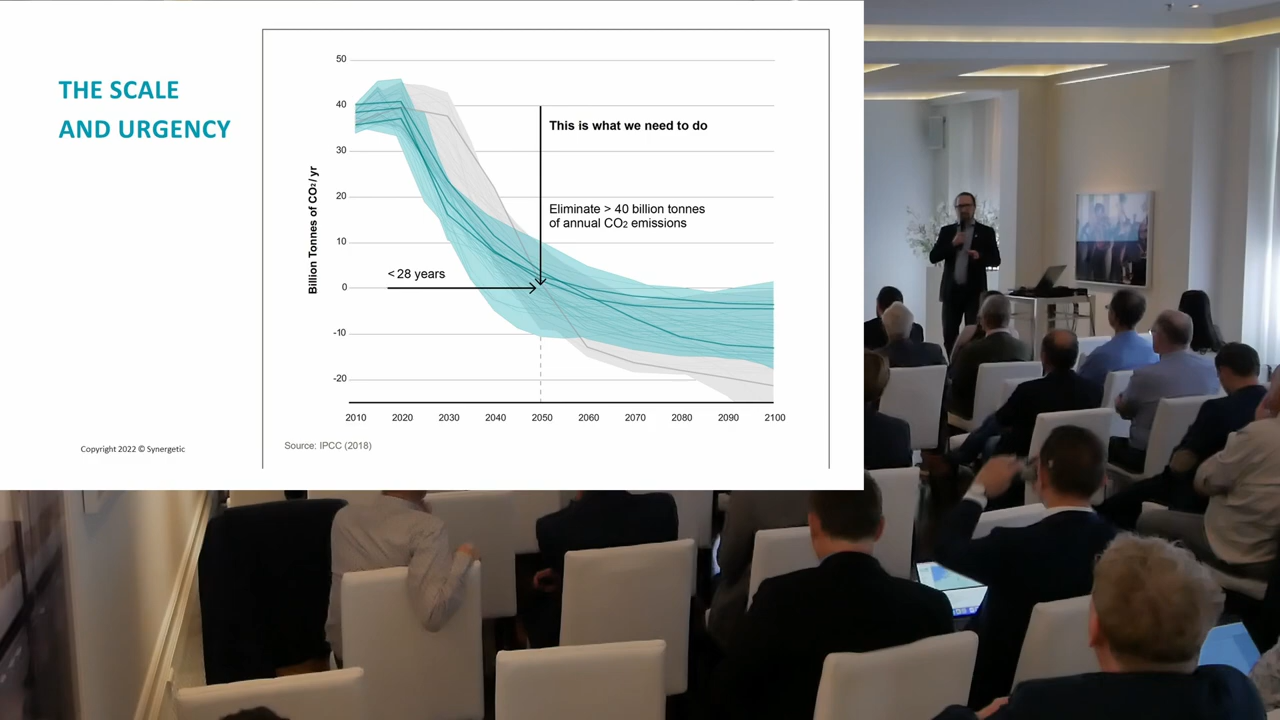 THE SCALE
AND URGENCY
Billion Tonnes of CO₂/ yr
50
40
30
20
10
0
-10
-20
This is what we need to do
Eliminate > 40 billion tonnes
of annual CO₂ emissions
< 28 years
2010 2020 2030 2040 2050 2060 2070 2080 2090 2100
Source: IPCC (2018)
Copyright 2022 © Synergetic